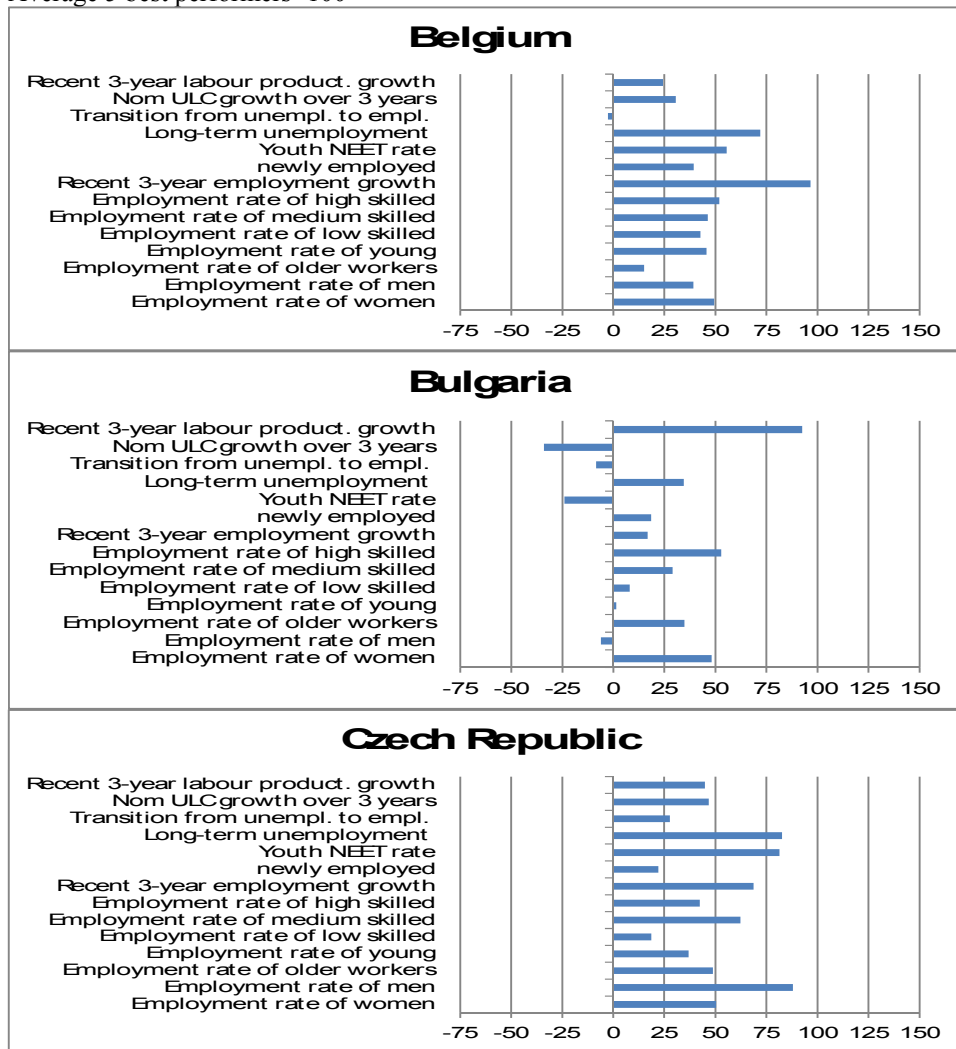 Average 3 best performers=100
Belgium
Recent 3-year labour product. growth
Nom ULC growth over 3 years
Transition from unempl. to empl.
Long-term unemployment
Youth NEET rate
newly employed
Recent 3-year employment growth
Employment rate of high skilled
Employment rate of medium skilled
Employment rate of low skilled
Employment rate of young
Employment rate of older workers
Employment rate of men
Employment rate of women
-75 -50 -25 0 25 50 75 100 125 150
Bulgaria
Recent 3-year labour product. growth
Nom ULC growth over 3 years
Transition from unempl. to empl.
Long-term unemployment
Youth NEET rate
newly employed
Recent 3-year employment growth
Employment rate of high skilled
Employment rate of medium skilled
Employment rate of low skilled
Employment rate of young
Employment rate of older workers
Employment rate of men
Employment rate of women
-75 -50 -25 0 25 50 75 100 125 150
Czech Republic
Recent 3-year labour product. growth
Nom ULC growth over 3 years
Transition from unempl. to empl.
Long-term unemployment
Youth NEET rate
newly employed
Recent 3-year employment growth
Employment rate of high skilled
Employment rate of medium skilled
Employment rate of low skilled
Employment rate of young
Employment rate of older workers
Employment rate of men
Employment rate of women
-75 -50 -25 0 25 50 75 100 125 150